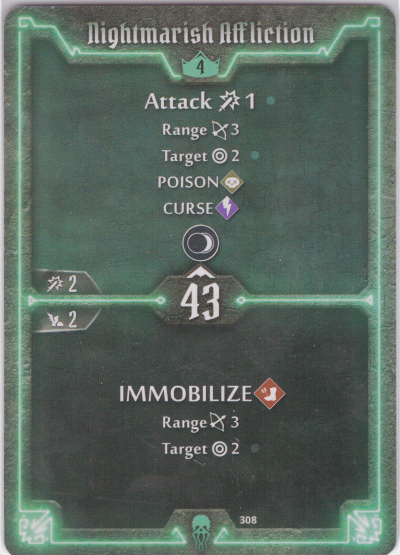 Nightmarish Affliction
4
Attack 1
Range 3
Target 2
POISON
CURSE
2
43
2
IMMOBILIZE
Range 3
Target 2
308